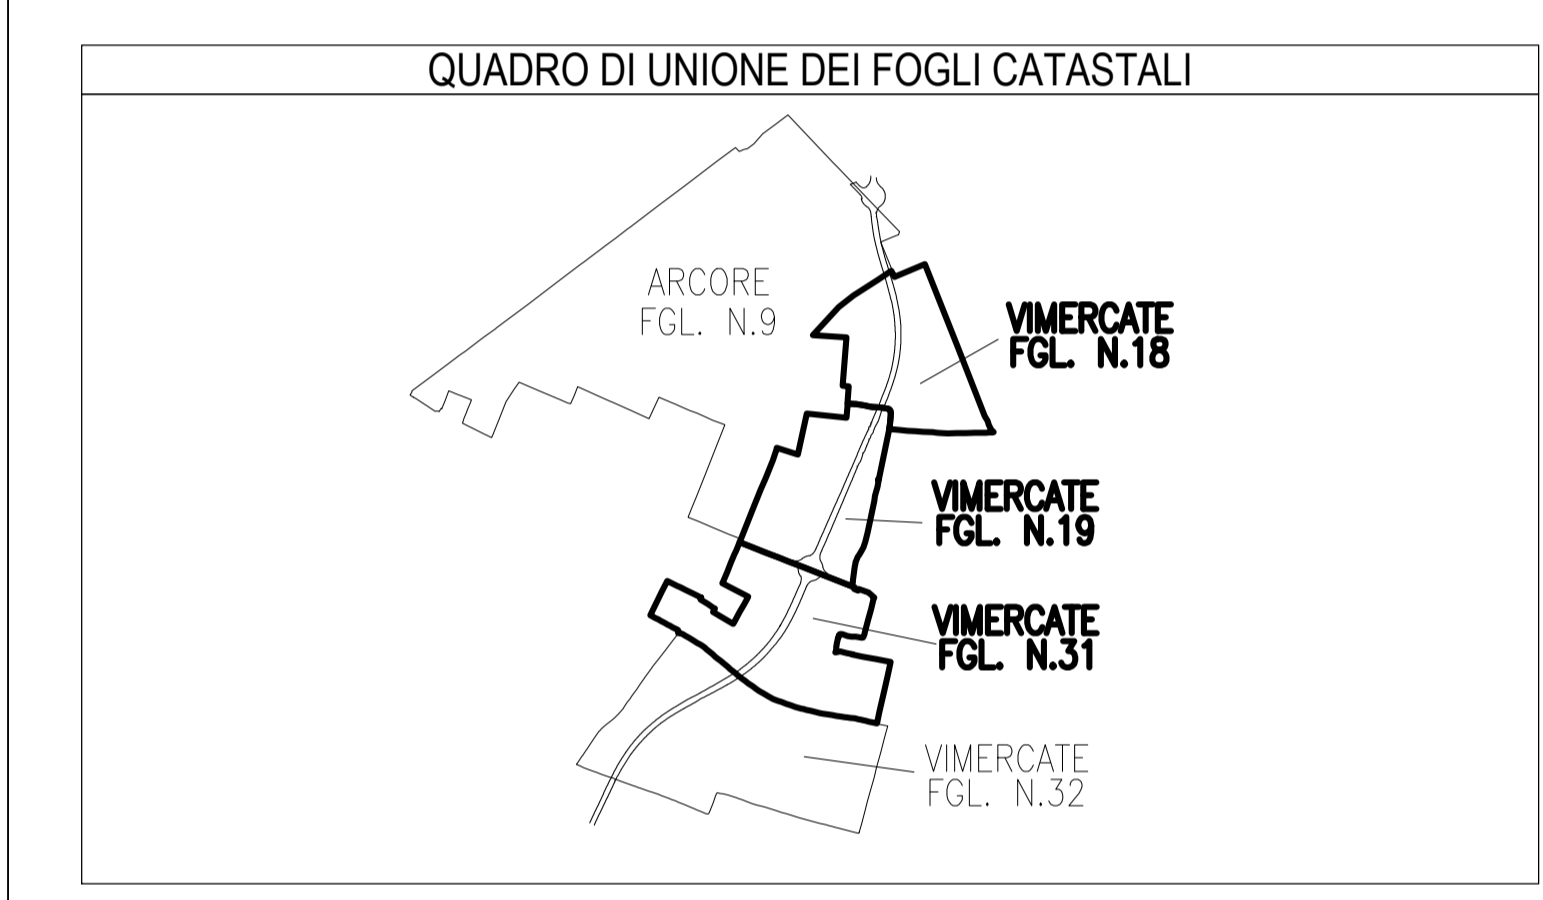 QUADRO DI UNIONE DEI FOGLI CATASTALI
ARCORE
FGL. N.9
VIMERCATE
FGL. N.18
VIMERCATE
FGL. N.19
VIMERCATE
FGL. N.31
VIMERCATE
FGL. N.32